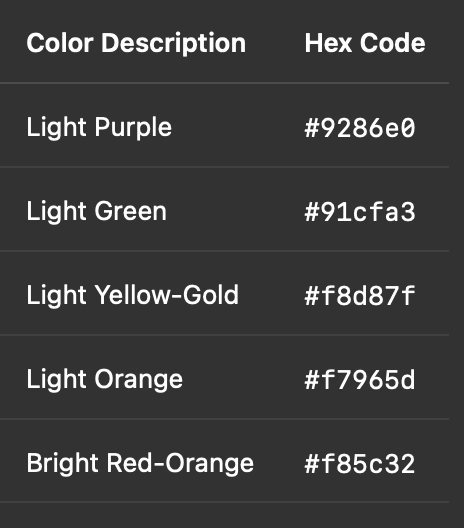 Color Description Hex Code
Light Purple #9286e0
Light Green #91cfa3
Light Yellow-Gold #f8d87f
Light Orange #f7965d
Bright Red-Orange #f85c32